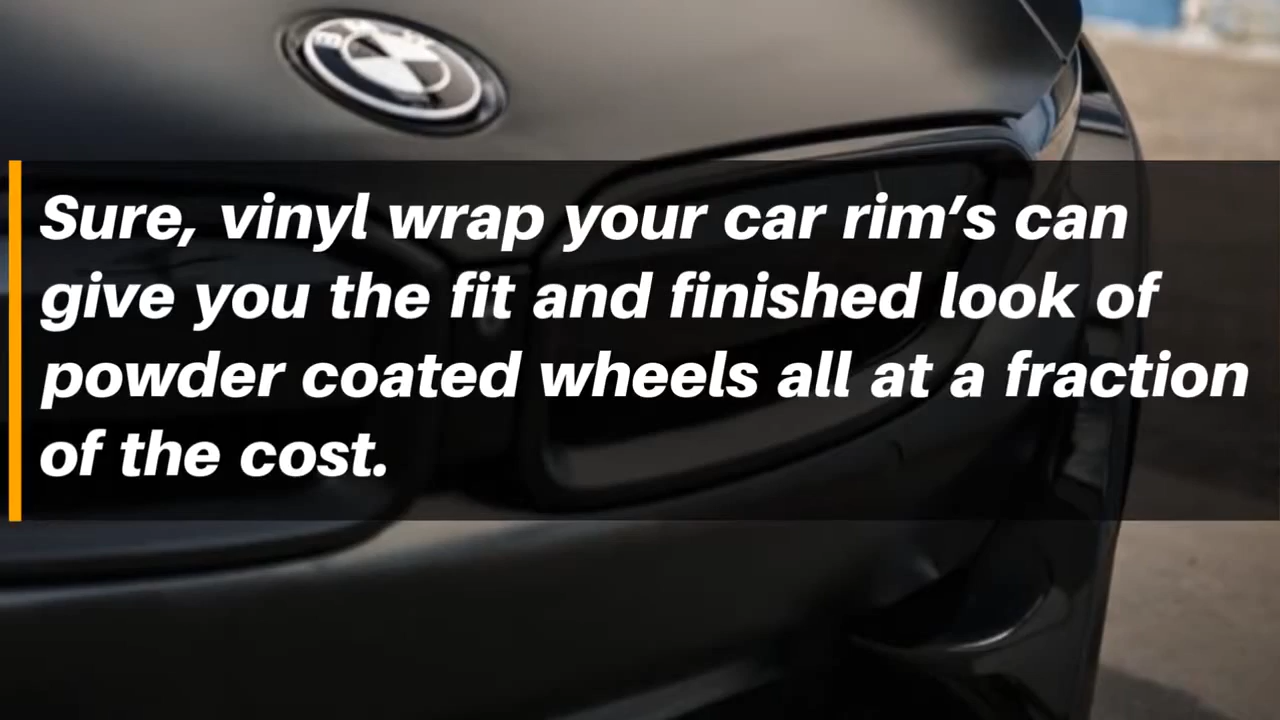 Sure, vinyl wrap your car rim’s can
give you the fit and finished look of
powder coated wheels all at a fraction
of the cost.